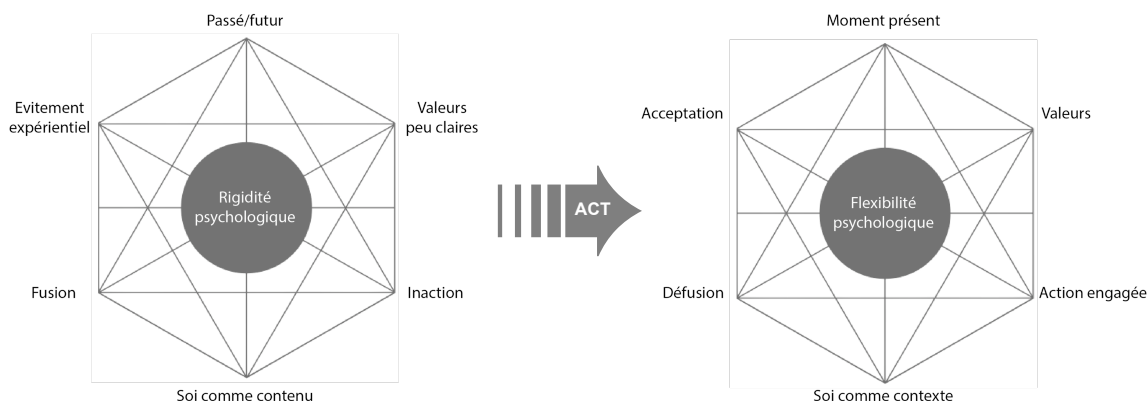 Passé/futur
Evitement
expérientiel
Valeurs
peu claires
Rigidité
psychologique
Fusion
Inaction
Soi comme contenu
ACT
Moment présent
Acceptation
Valeurs
Flexibilité
psychologique
Défusion
Action engagée
Soi comme contexte